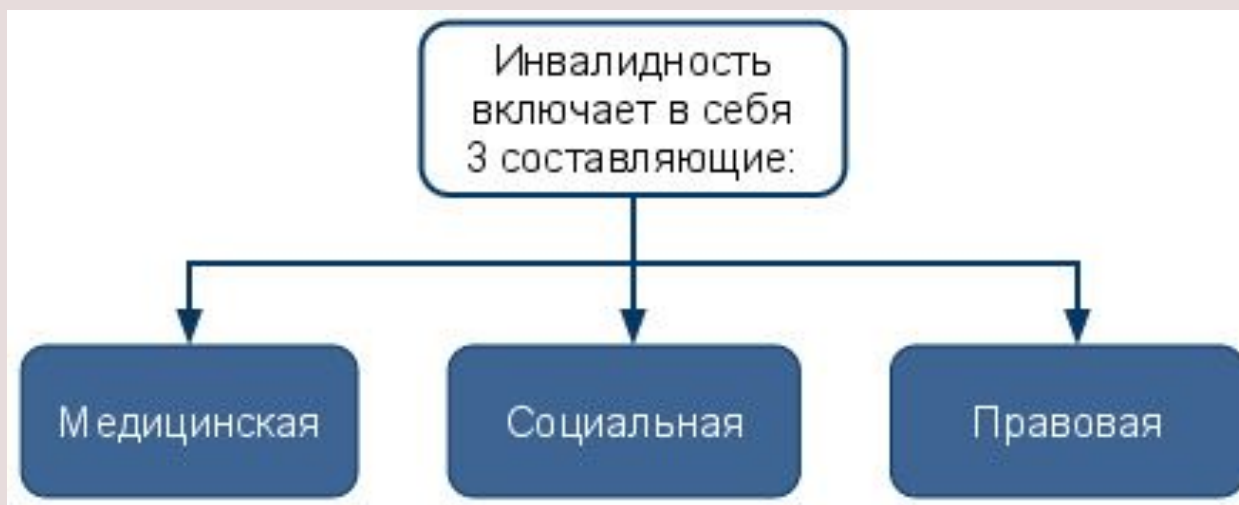 Инвалидность
включает в себя
3 составляющие:
Медицинская
Социальная
Правовая